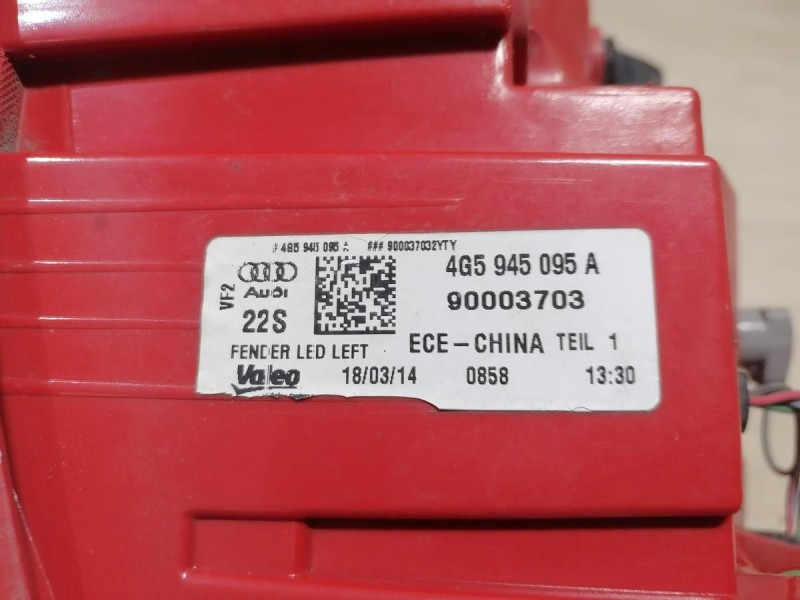 # 4G5 945 095 A ### 900037032YTY
VF2
Audi
22S
4G5 945 095 A
90003703
FENDER LED LEFT ECE-CHINA TEIL 1
Valeo 18/03/14 0858 13:30